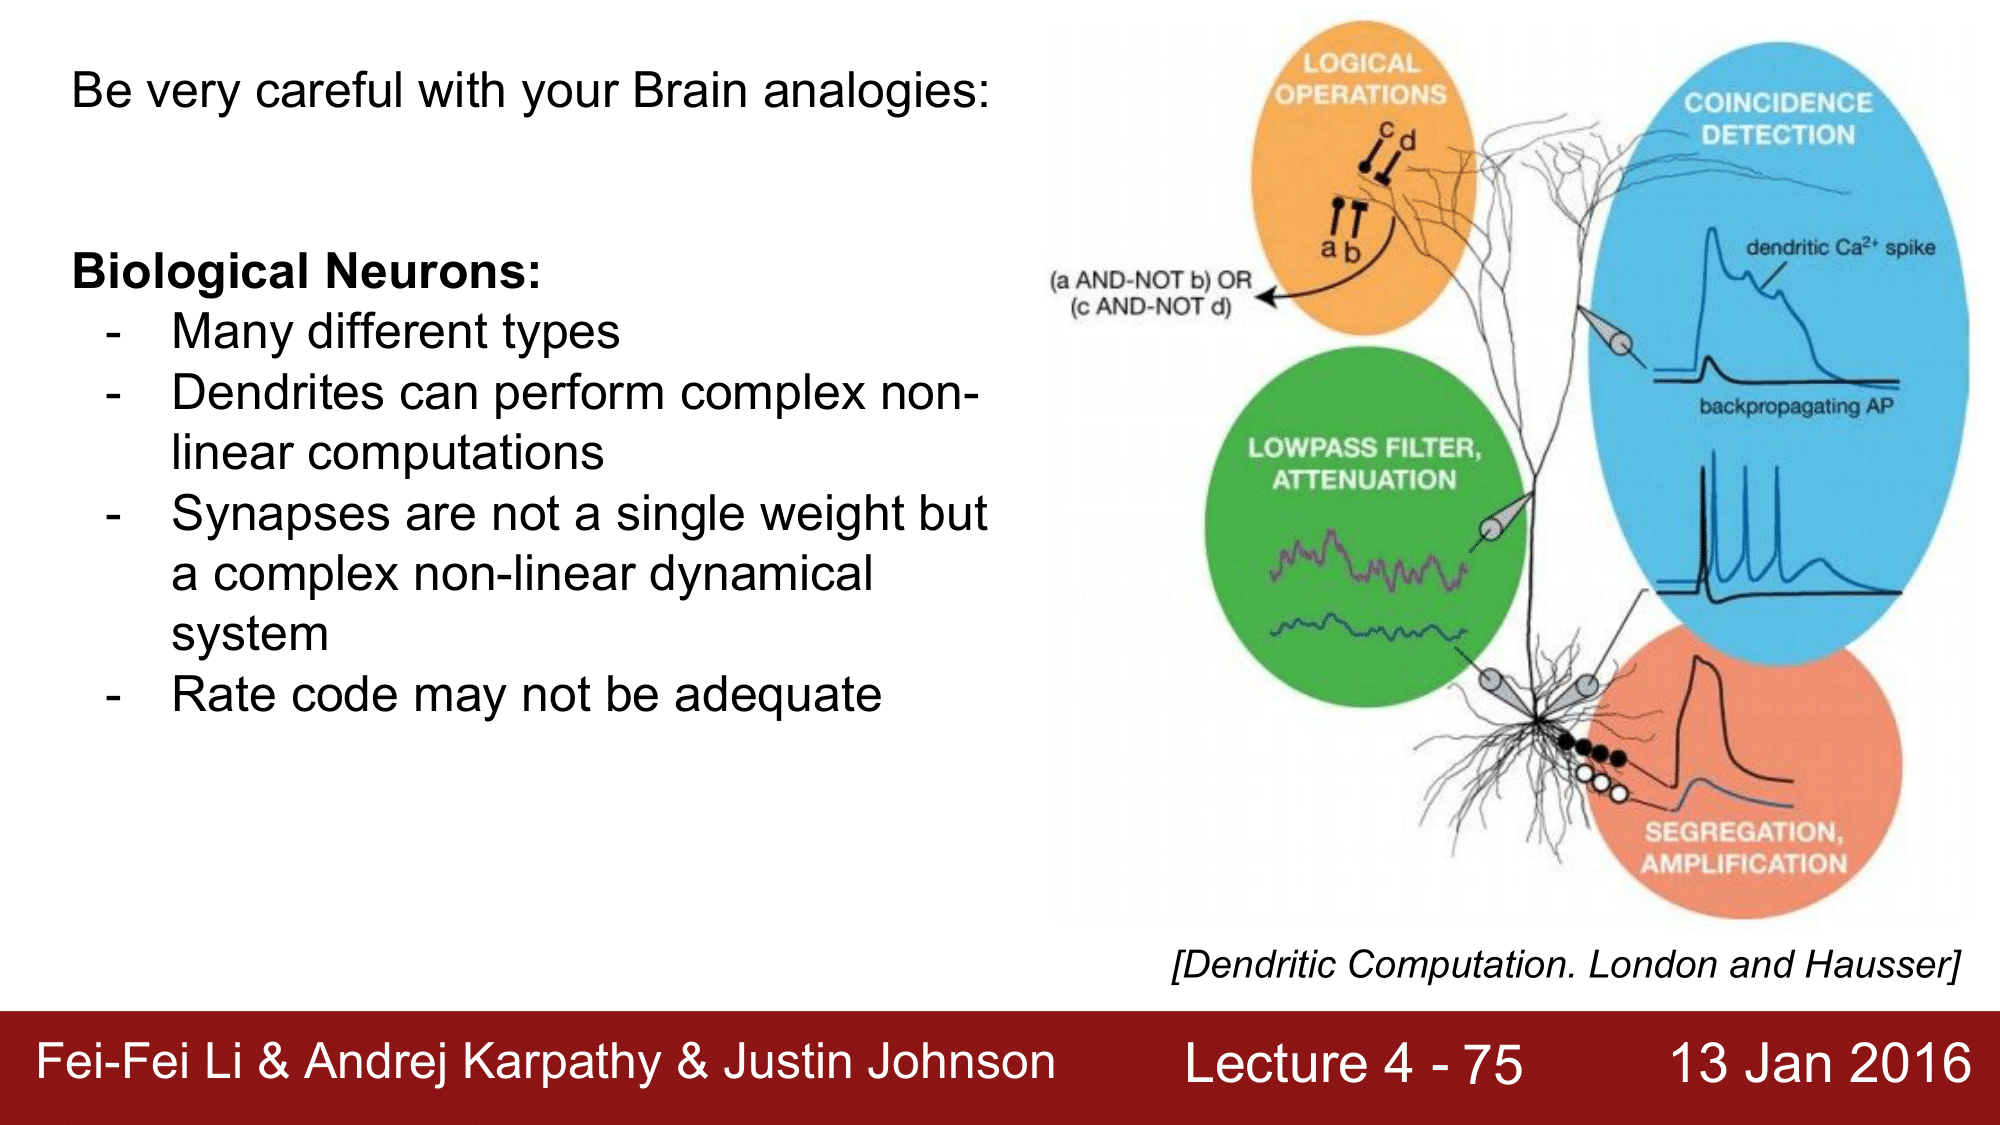 Be very careful with your Brain analogies:
Biological Neurons:
- Many different types
- Dendrites can perform complex non-
linear computations
- Synapses are not a single weight but
a complex non-linear dynamical
system
- Rate code may not be adequate
LOGICAL
OPERATIONS
c d
a b
(a AND-NOT b) OR
(c AND-NOT d)
COINCIDENCE
DETECTION
dendritic Ca²⁺ spike
backpropagating AP
LOWPASS FILTER,
ATTENUATION
SEGREGATION,
AMPLIFICATION
[Dendritic Computation. London and Hausser]
Fei-Fei Li & Andrej Karpathy & Justin Johnson Lecture 4 - 75 13 Jan 2016